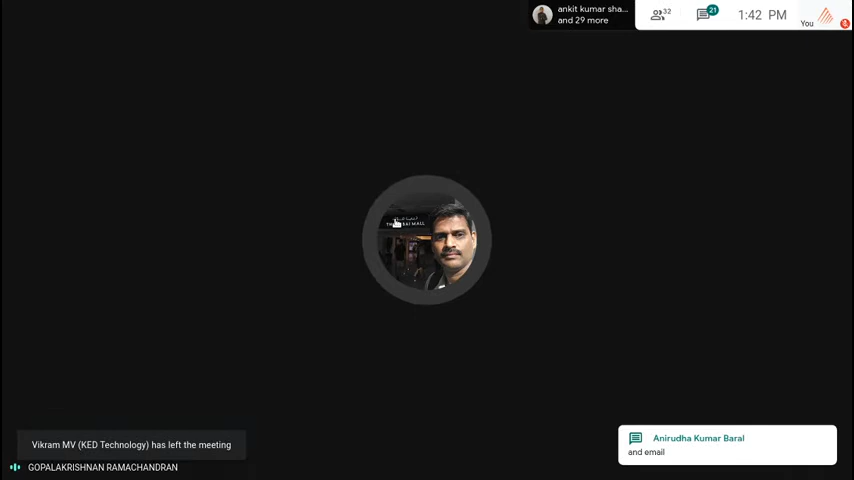 ankit kumar sha...
and 29 more
32
21
1:42 PM
You
Vikram MV (KED Technology) has left the meeting
GOPALAKRISHNAN RAMACHANDRAN
Anirudha Kumar Baral
and email